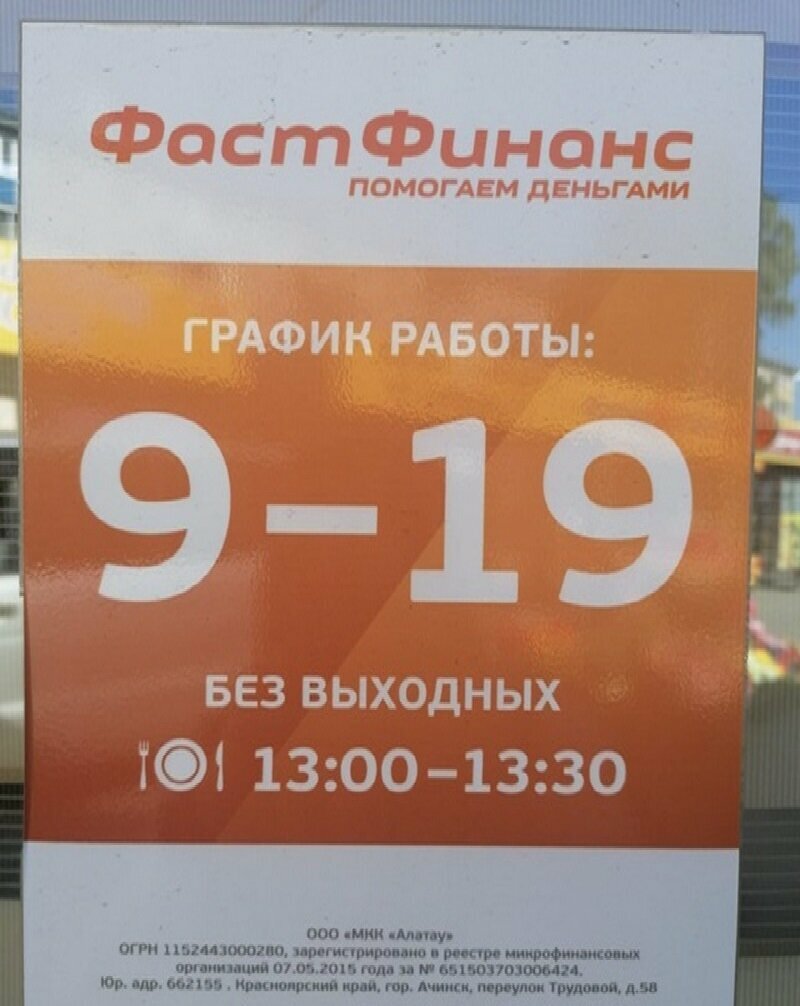 ФастФинанс
ПОМОГАЕМ ДЕНЬГАМИ
ГРАФИК РАБОТЫ:
9–19
БЕЗ ВЫХОДНЫХ
13:00–13:30
ООО «МКК «Алатау»
ОГРН 1152443000280, зарегистрировано в реестре микрофинансовых
организаций 07.05.2015 года за № 651503703006424.
Юр. адр. 662155 , Красноярский край, гор. Ачинск, переулок Трудовой, д.58